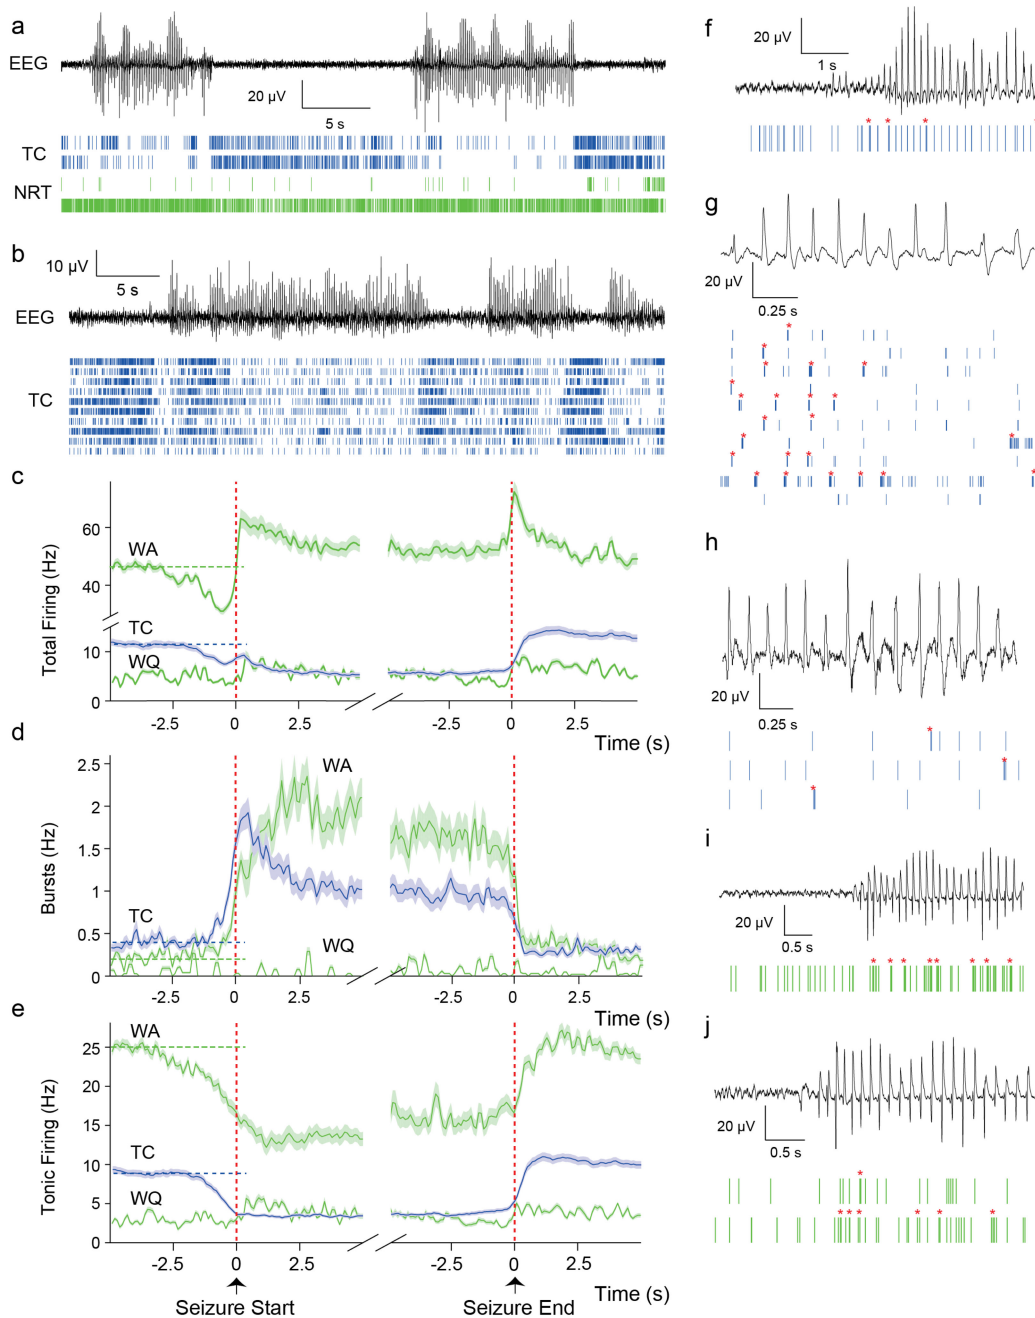 a
EEG
20 µV
5 s
TC
NRT
b
10 µV
5 s
EEG
TC
c
Total Firing (Hz)
60
40
10
0
WA
TC
WQ
-2.5
0
2.5
-2.5
0
2.5
Time (s)
d
Bursts (Hz)
2.5
2
1.5
1
0.5
0
WA
TC
WQ
-2.5
0
2.5
-2.5
0
2.5
Time (s)
e
Tonic Firing (Hz)
25
20
15
10
5
0
WA
TC
WQ
-2.5
0
2.5
-2.5
0
2.5
Time (s)
Seizure Start
Seizure End
f
20 µV
1 s
*
*
*
g
20 µV
0.25 s
h
20 µV
0.25 s
i
20 µV
0.5 s
j
20 µV
0.5 s